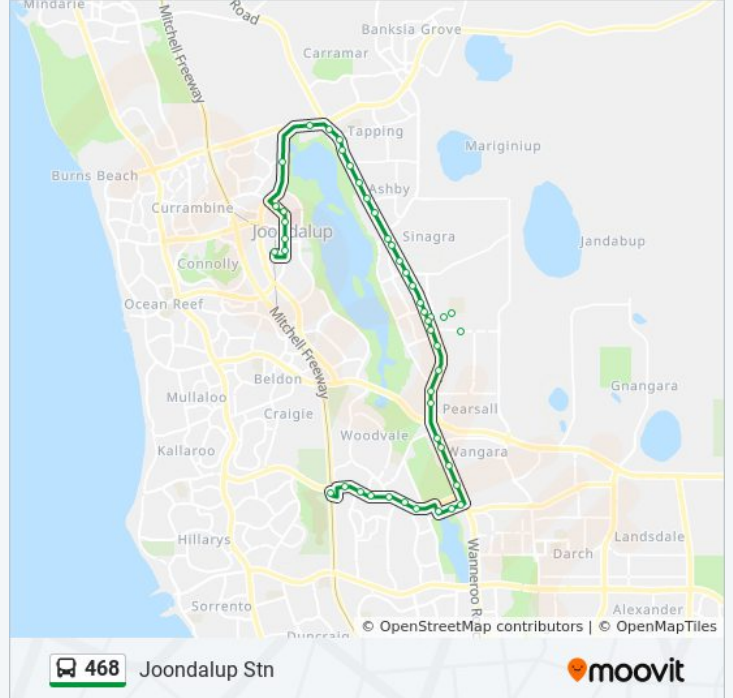 Mindarie
Road
Banksia Grove
Mitchell Freeway
Carramar
Tapping
Mariginiup
Burns Beach
Ashby
Currambine
Joondalup
Sinagra
Jandabup
Connolly
Ocean Reef
Mitchell Freeway
Beldon
Gnangara
Mullaloo
Craigie
Pearsall
Woodvale
Kallaroo
Wangara
Hillarys
Landsdale
Darch
Wanneroo R
Sorrento
Alexander
Duncraig
© OpenStreetMap contributors | © OpenMapTiles
468 Joondalup Stn
moovit